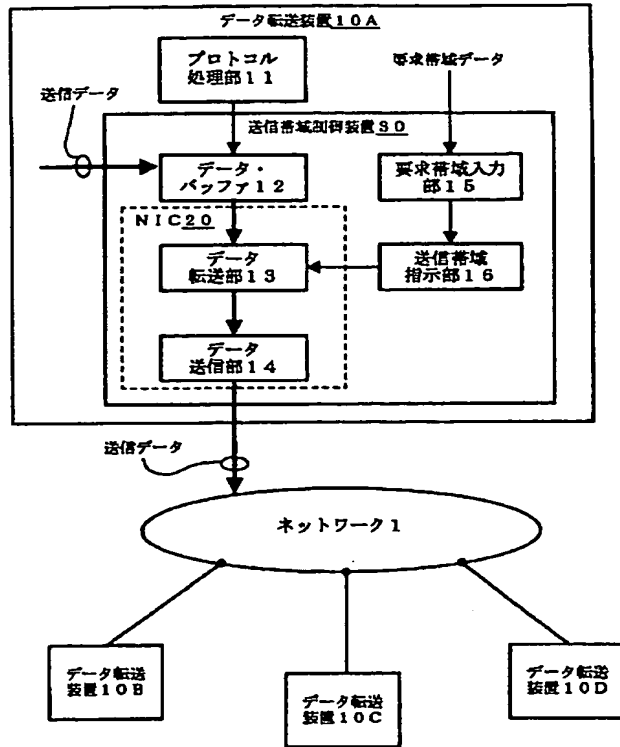 データ転送装置10A
プロトコル
処理部11
要求帯域データ
送信データ
送信帯域制御装置30
データ・
バッファ12
要求帯域入力
部15
NIC20
データ
転送部13
送信帯域
指示部16
データ
送信部14
送信データ
ネットワーク1
データ転送
装置10B
データ転送
装置10C
データ転送
装置10D